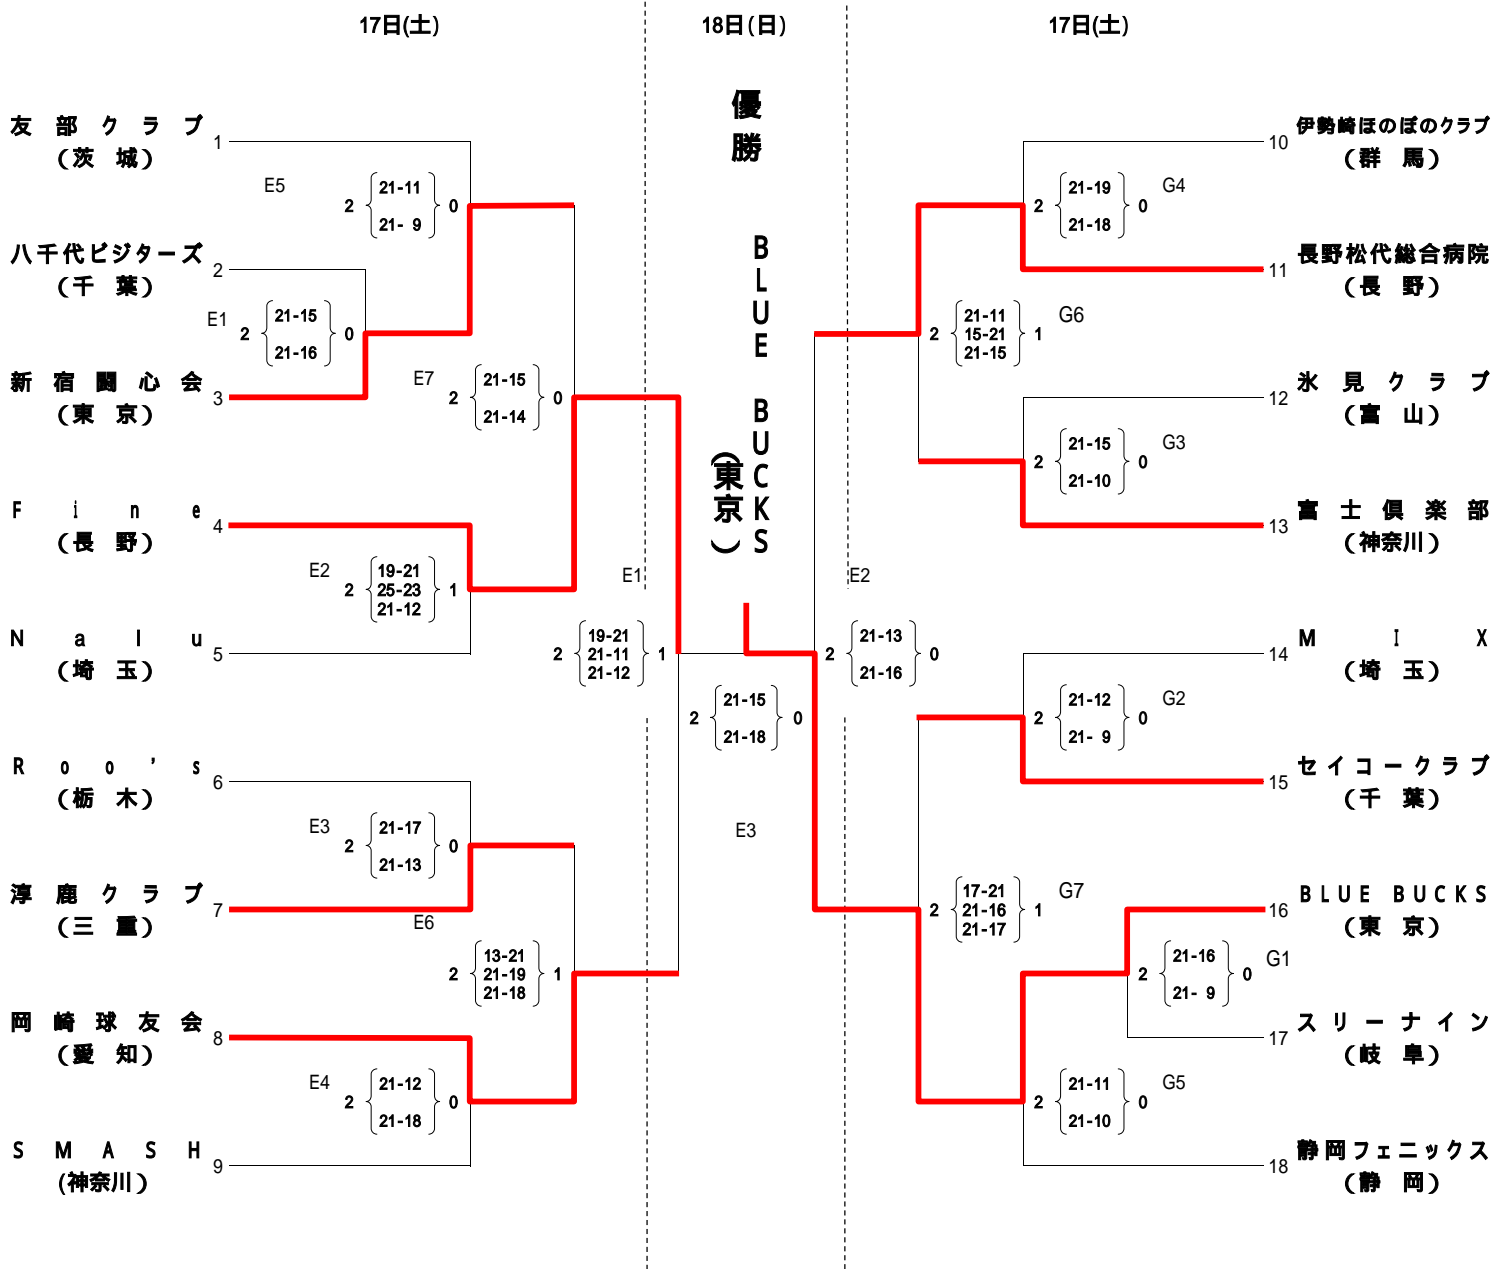 17日(土)
18日(日)
17日(土)
優勝
BLUE BUCKS
(東京)
友部クラブ
(茨城)
1
八千代ビジターズ
(千葉)
2
新宿闘心会
(東京)
3
Fine
(長野)
4
Nalu
(埼玉)
5
Roo's
(栃木)
6
淳鹿クラブ
(三重)
7
岡崎球友会
(愛知)
8
SMASH
(神奈川)
9
E5
2 21-11 0
21- 9
E1
2 21-15 0
21-16
E7
2 21-15 0
21-14
E2
2 19-21 1
25-23
21-12
E3
2 21-17 0
21-13
E6
2 13-21 1
21-19
21-18
E4
2 21-12 0
21-18
E1
2 19-21 1
21-11
21-12
2 21-15 0
21-18
E3
E2
2 21-13 0
21-16
G4
2 21-19 0
21-18
G6
2 21-11 1
15-21
21-15
G3
2 21-15 0
21-10
G2
2 21-12 0
21- 9
G7
2 17-21 1
21-16
21-17
G1
2 21-16 0
21- 9
G5
2 21-11 0
21-10
10
伊勢崎ほのぼのクラブ
(群馬)
11
長野松代総合病院
(長野)
12
氷見クラブ
(富山)
13
富士倶楽部
(神奈川)
14
MIX
(埼玉)
15
セイコークラブ
(千葉)
16
BLUE BUCKS
(東京)
17
スリーナイン
(岐阜)
18
静岡フェニックス
(静岡)